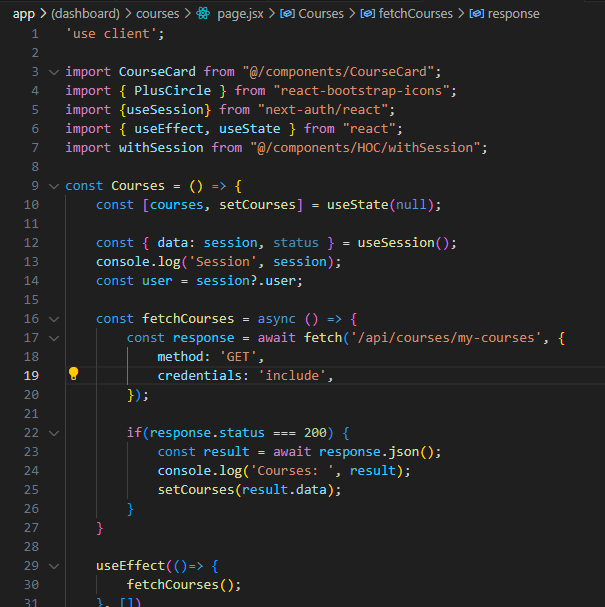 app > (dashboard) > courses > page.jsx > Courses > fetchCourses > response
1 'use client';
2
3 import CourseCard from "@/components/CourseCard";
4 import { PlusCircle } from "react-bootstrap-icons";
5 import {useSession} from "next-auth/react";
6 import { useEffect, useState } from "react";
7 import withSession from "@/components/HOC/withSession";
8
9 const Courses = () => {
10     const [courses, setCourses] = useState(null);
11
12     const { data: session, status } = useSession();
13     console.log('Session', session);
14     const user = session?.user;
15
16     const fetchCourses = async () => {
17         const response = await fetch('/api/courses/my-courses', {
18             method: 'GET',
19             credentials: 'include',
20         });
21
22         if(response.status === 200) {
23             const result = await response.json();
24             console.log('Courses: ', result);
25             setCourses(result.data);
26         }
27     }
28
29     useEffect(()=> {
30         fetchCourses();
31     }, [])